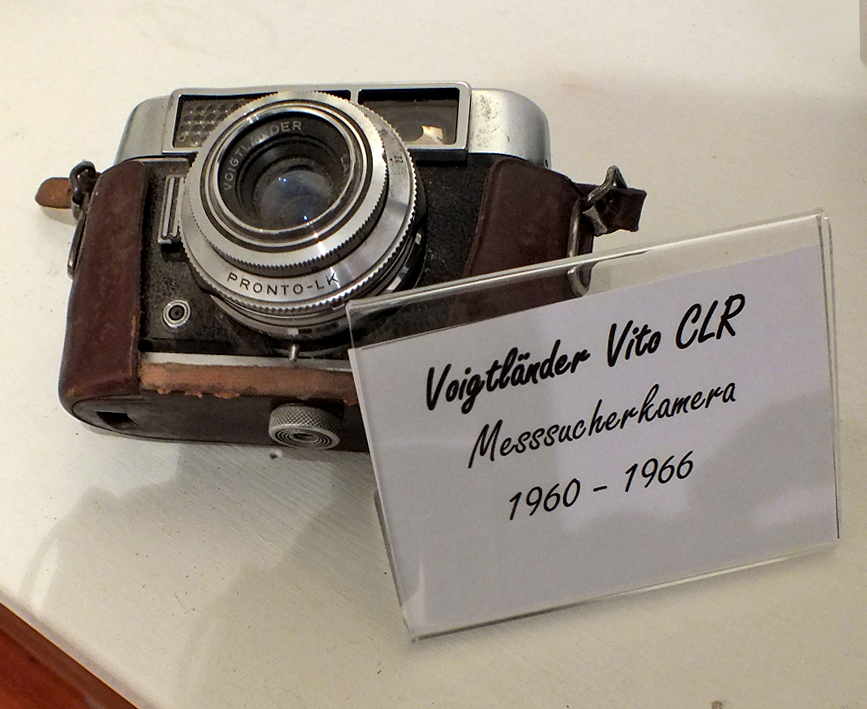 VOIGTLÄNDER
PRONTO-LK
Voigtländer Vito CLR
Messsucherkamera
1960 - 1966